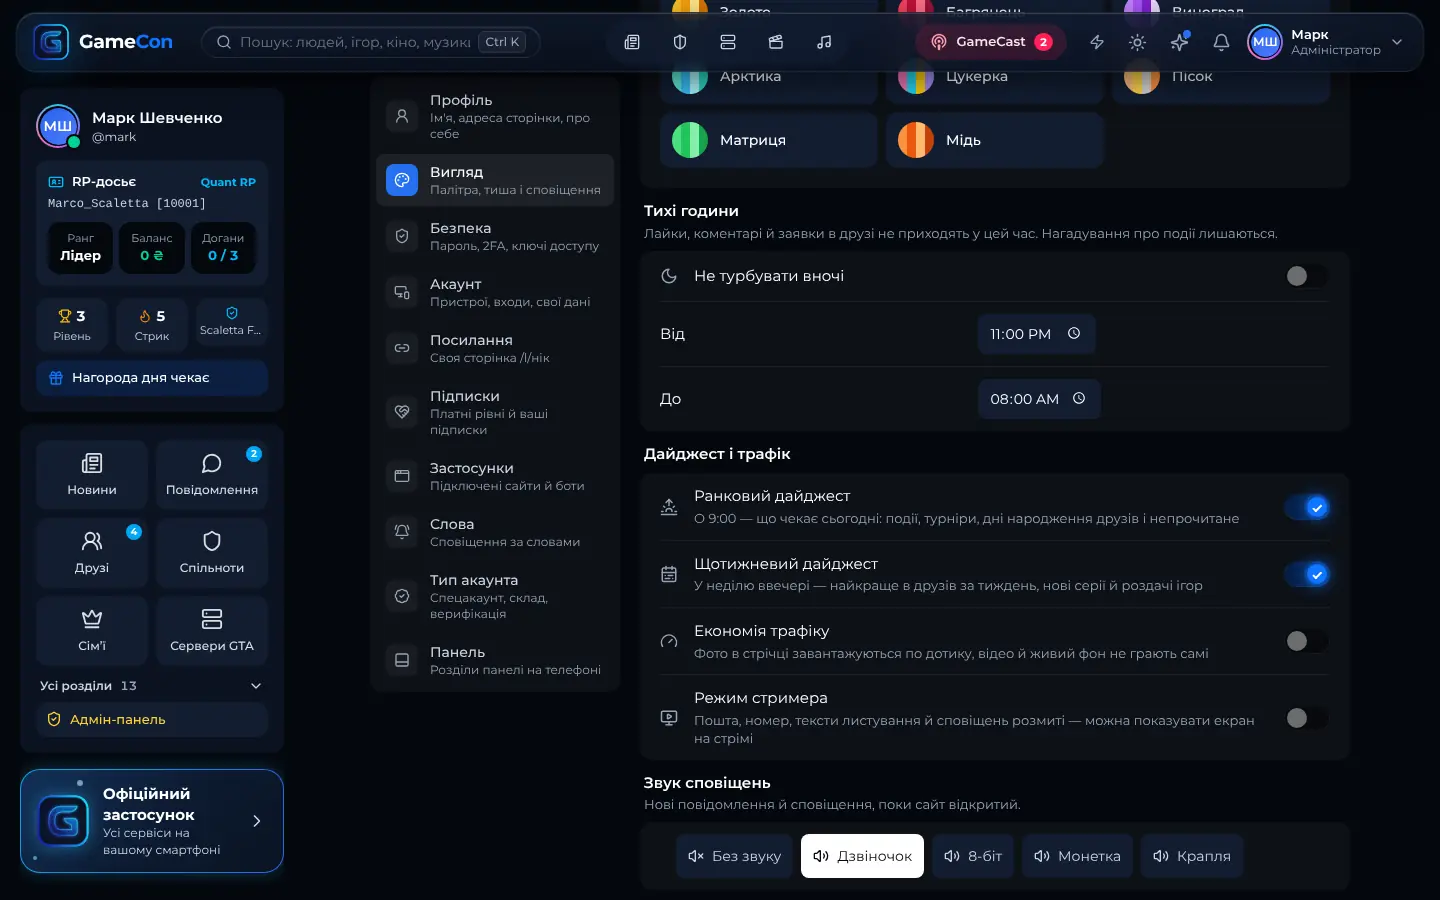 Золото
Багрянець
Виноград
GameCon
Пошук: людей, ігор, кіно, музики
Ctrl K
GameCast 2
МШ
Марк
Адміністратор
Арктика
Цукерка
Пісок
Матриця
Мідь
МШ
Марк Шевченко
@mark
RP-досьє
Quant RP
Marco_Scaletta [10001]
Ранг
Лідер
Баланс
0 ₴
Догани
0 / 3
3
Рівень
5
Стрик
Scaletta F...
Нагорода дня чекає
Новини
2
Повідомлення
4
Друзі
Спільноти
Сім'ї
Сервери GTA
Усі розділи 13
Адмін-панель
Офіційний
застосунок
Усі сервіси на
вашому смартфоні
Профіль
Ім'я, адреса сторінки, про
себе
Вигляд
Палітра, тиша і сповіщення
Безпека
Пароль, 2FA, ключі доступу
Акаунт
Пристрої, входи, свої дані
Посилання
Своя сторінка /l/нік
Підписки
Платні рівні й ваші
підписки
Застосунки
Підключені сайти й боти
Слова
Сповіщення за словами
Тип акаунта
Спецакаунт, склад,
верифікація
Панель
Розділи панелі на телефоні
Тихі години
Лайки, коментарі й заявки в друзі не приходять у цей час. Нагадування про події лишаються.
Не турбувати вночі
Від
11:00 PM
До
08:00 AM
Дайджест і трафік
Ранковий дайджест
О 9:00 — що чекає сьогодні: події, турніри, дні народження друзів і непрочитане
Щотижневий дайджест
У неділю ввечері — найкраще в друзів за тиждень, нові серії й роздачі ігор
Економія трафіку
Фото в стрічці завантажуються по дотику, відео й живий фон не грають самі
Режим стримера
Пошта, номер, тексти листування й сповіщень розмиті — можна показувати екран
на стрімі
Звук сповіщень
Нові повідомлення й сповіщення, поки сайт відкритий.
Без звуку
Дзвіночок
8-біт
Монетка
Крапля